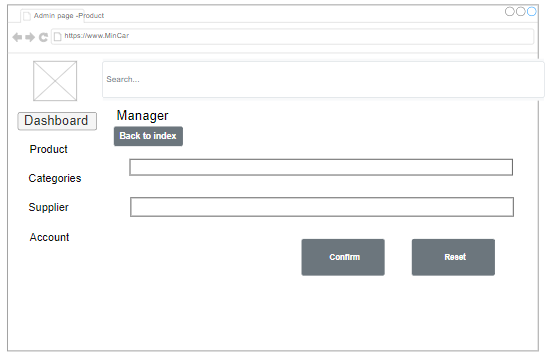 Admin page -Product
https://www.MinCar
Search...
Dashboard
Manager
Back to index
Product
Categories
Supplier
Account
Confirm
Reset